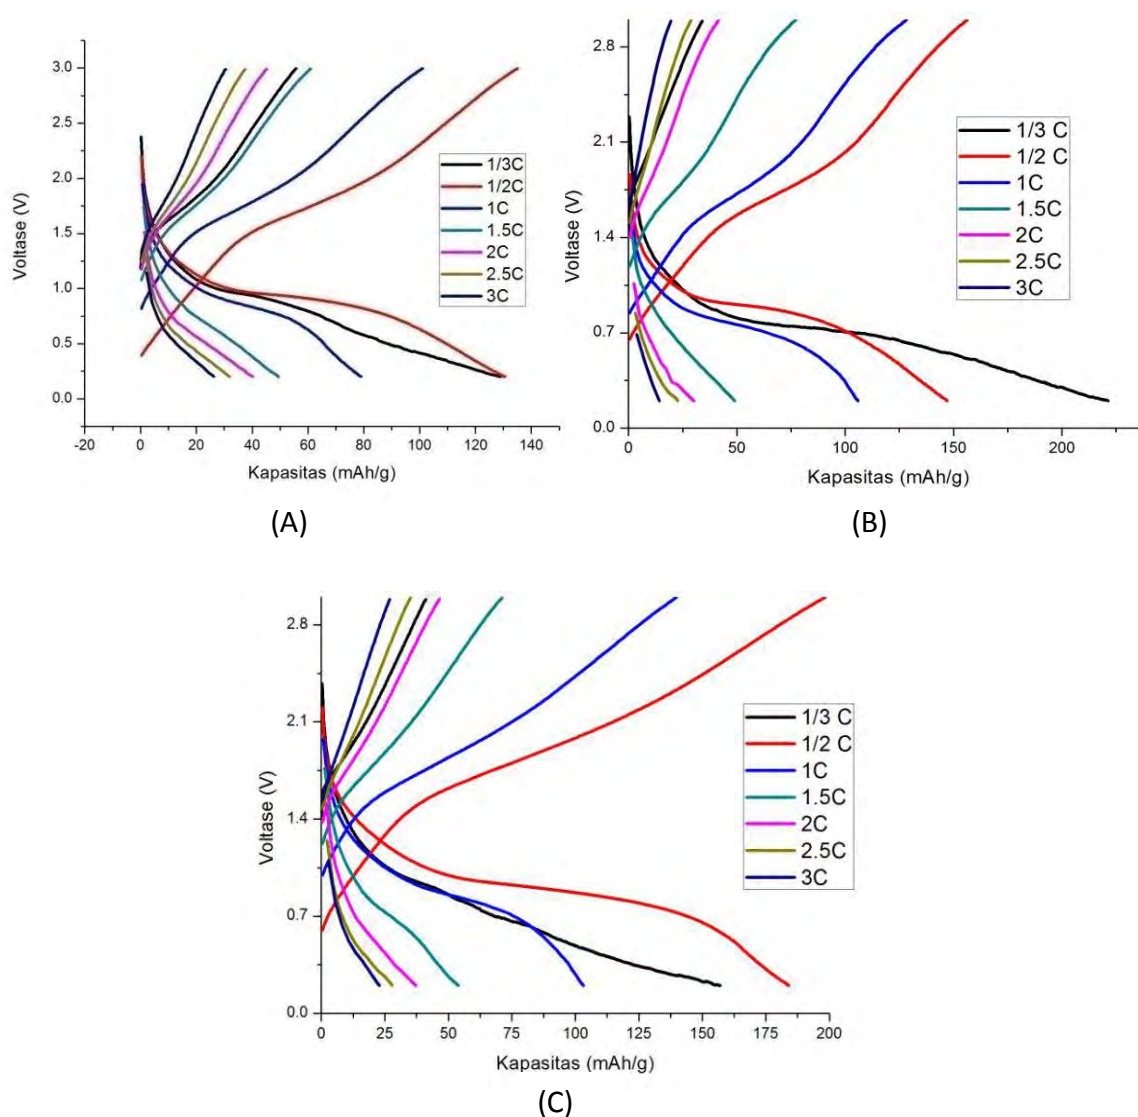 Voltase (V)
3.0
2.5
2.0
1.5
1.0
0.5
0.0
-20
0
20
40
60
80
100
120
140
Kapasitas (mAh/g)
1/3C
1/2C
1C
1.5C
2C
2.5C
3C
(A)
Voltase (V)
2.8
2.1
1.4
0.7
0.0
0
50
100
150
200
Kapasitas (mAh/g)
1/3 C
1/2 C
1C
1.5C
2C
2.5C
3C
(B)
Voltase (V)
2.8
2.1
1.4
0.7
0.0
0
25
50
75
100
125
150
175
200
Kapasitas (mAh/g)
1/3 C
1/2 C
1C
1.5C
2C
2.5C
3C
(C)